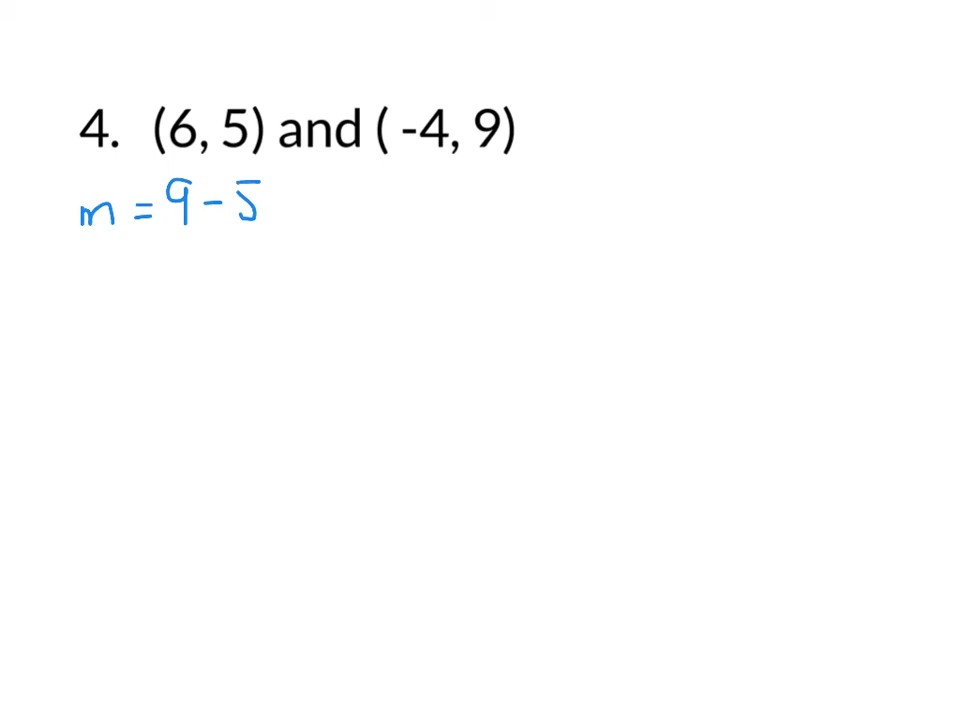 4. (6, 5) and ( -4, 9)
m = 9 - 5